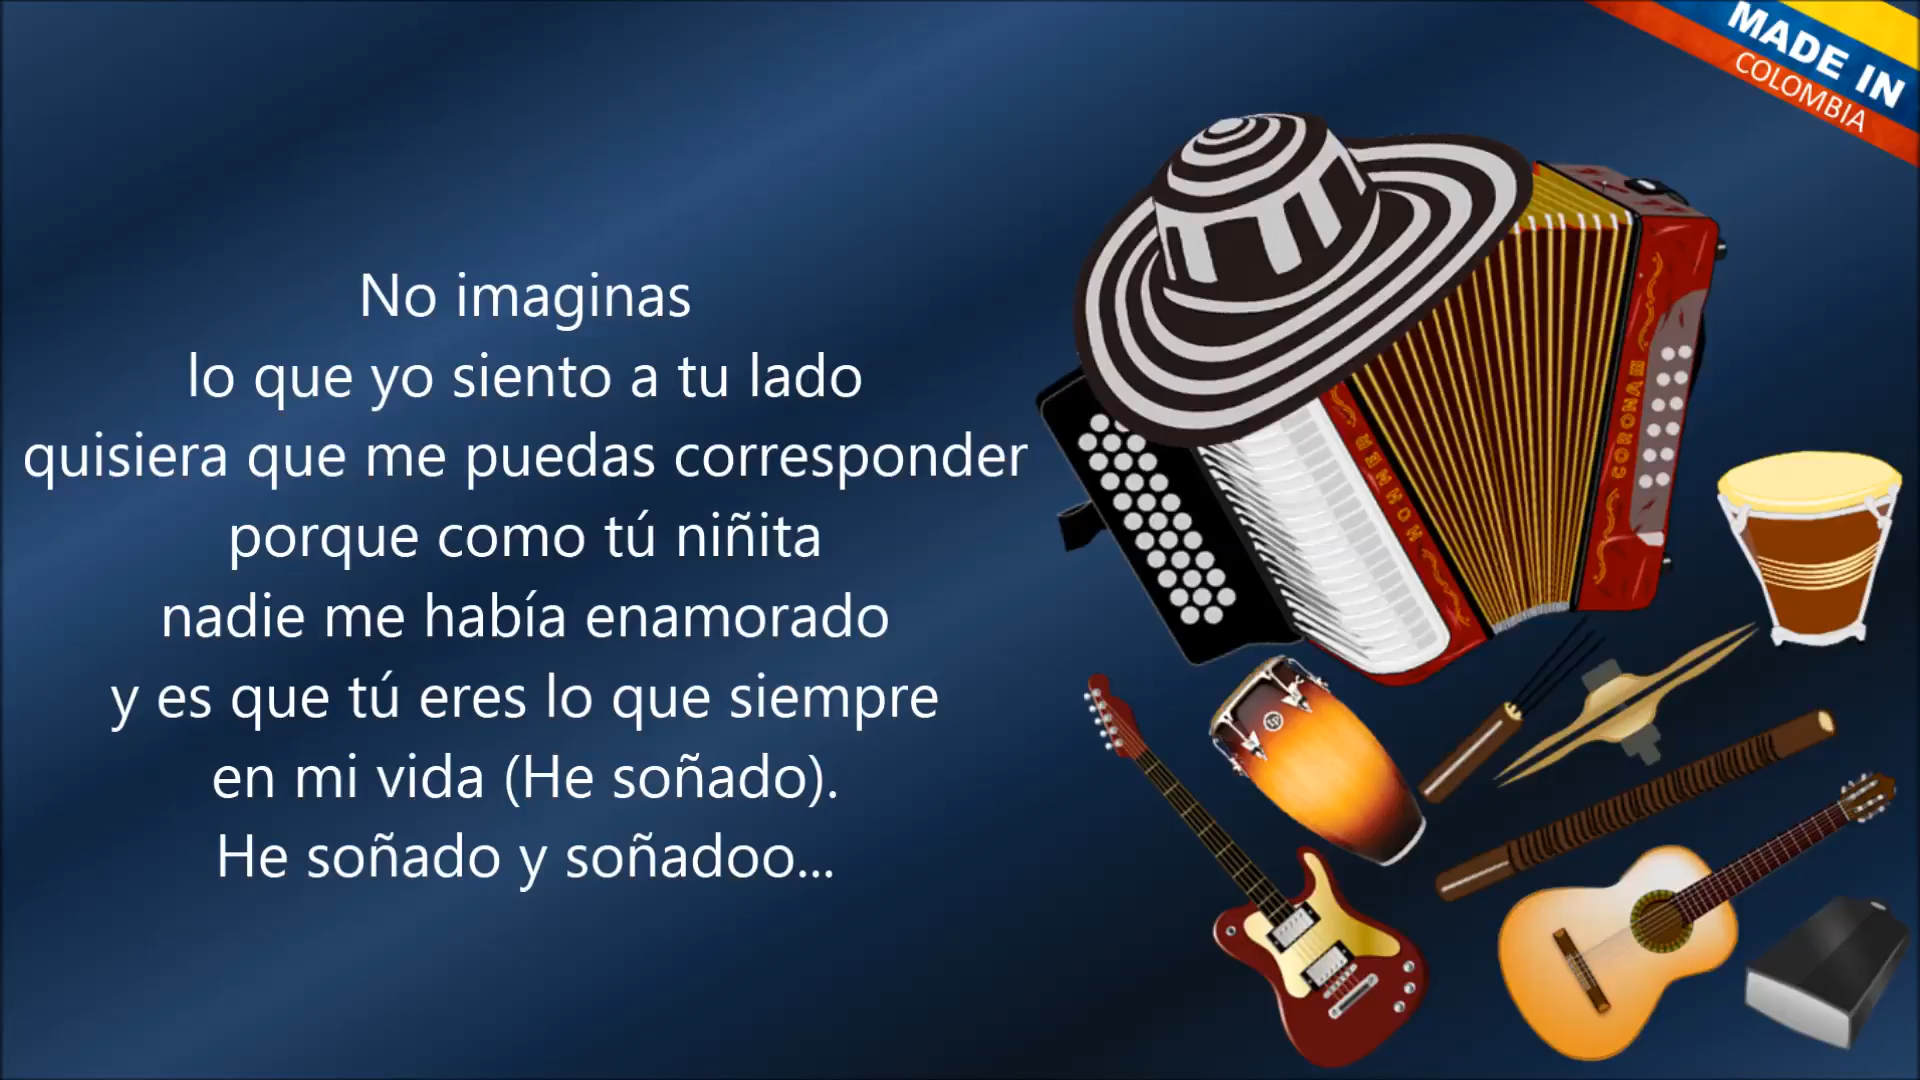 MADE IN
COLOMBIA
No imaginas
lo que yo siento a tu lado
quisiera que me puedas corresponder
porque como tú niñita
nadie me había enamorado
y es que tú eres lo que siempre
en mi vida (He soñado).
He soñado y soñadoo...
HOHNER
CORONA III
LP